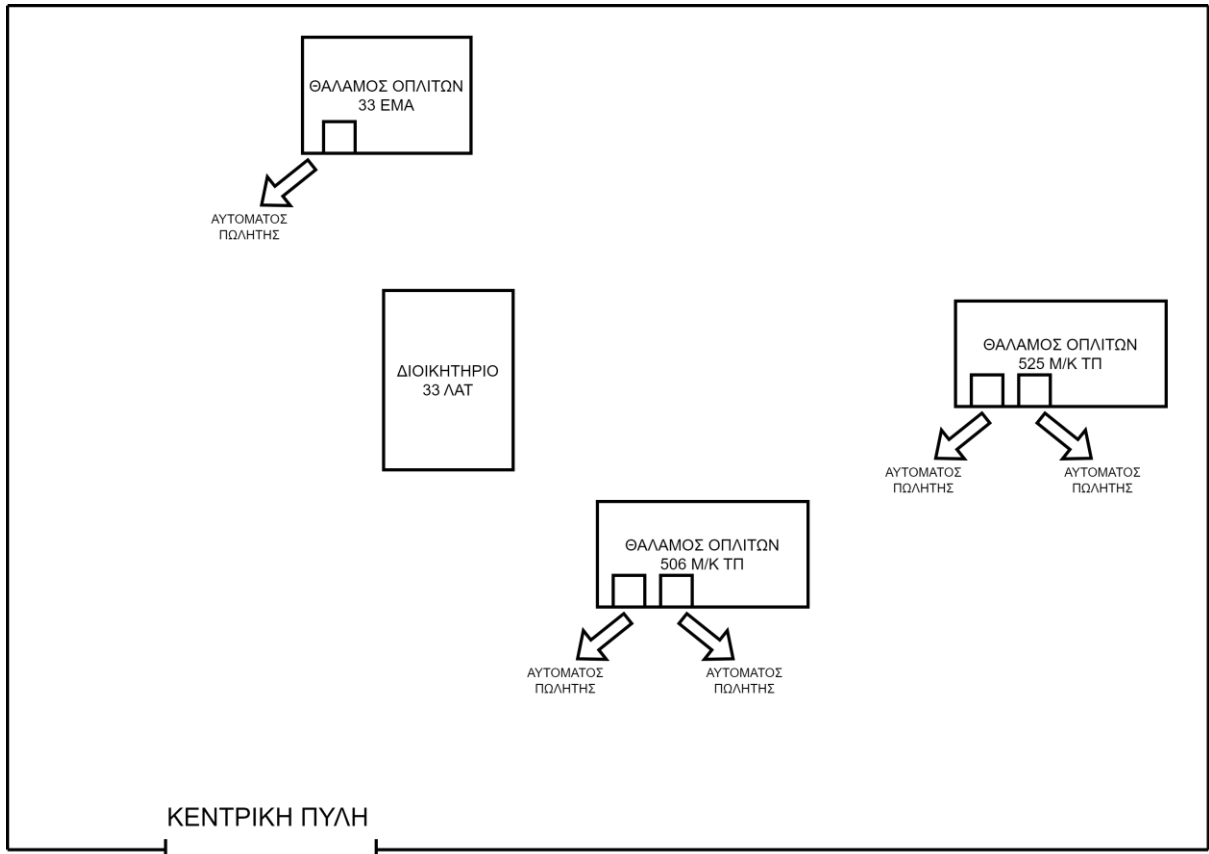 ΘΑΛΑΜΟΣ ΟΠΛΙΤΩΝ
33 ΕΜΑ
ΑΥΤΟΜΑΤΟΣ
ΠΩΛΗΤΗΣ
ΔΙΟΙΚΗΤΗΡΙΟ
33 ΛΑΤ
ΘΑΛΑΜΟΣ ΟΠΛΙΤΩΝ
525 Μ/Κ ΤΠ
ΑΥΤΟΜΑΤΟΣ
ΠΩΛΗΤΗΣ
ΑΥΤΟΜΑΤΟΣ
ΠΩΛΗΤΗΣ
ΘΑΛΑΜΟΣ ΟΠΛΙΤΩΝ
506 Μ/Κ ΤΠ
ΑΥΤΟΜΑΤΟΣ
ΠΩΛΗΤΗΣ
ΑΥΤΟΜΑΤΟΣ
ΠΩΛΗΤΗΣ
ΚΕΝΤΡΙΚΗ ΠΥΛΗ